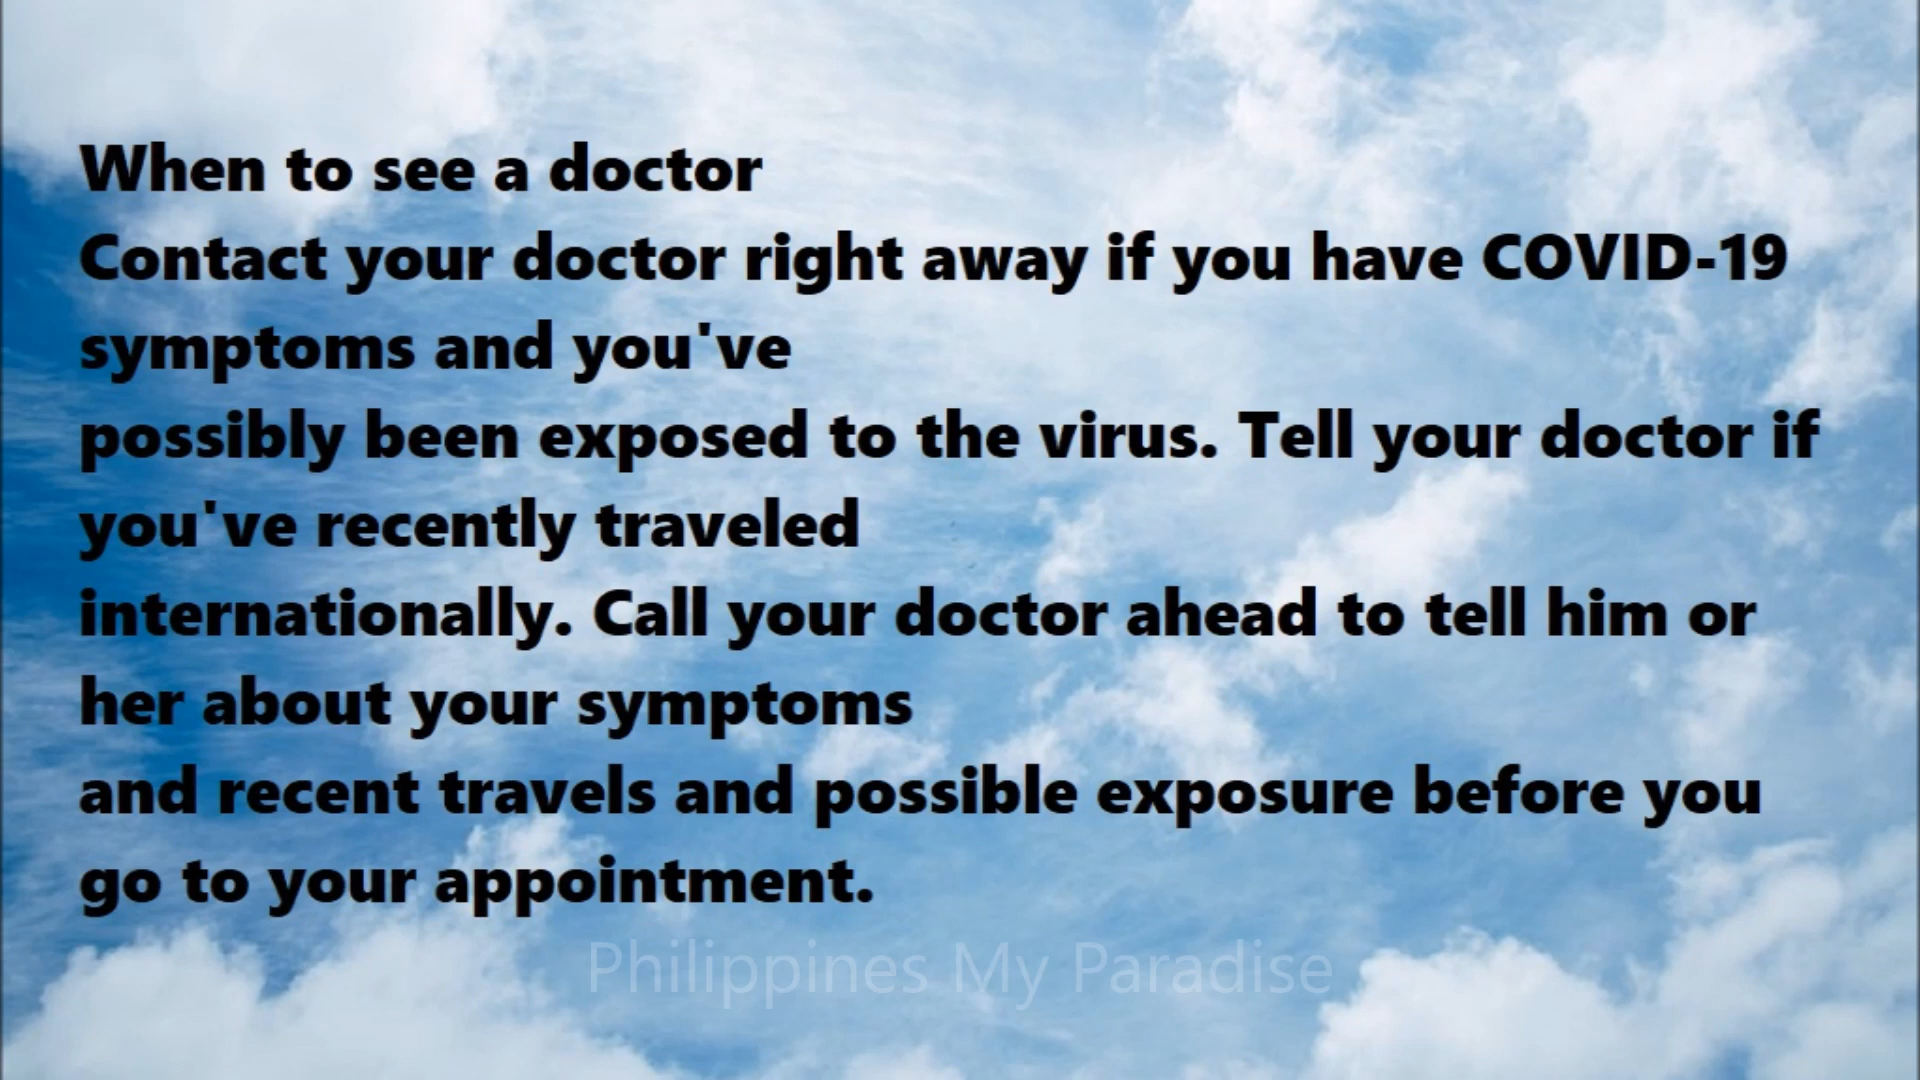 When to see a doctor
Contact your doctor right away if you have COVID-19
symptoms and you've
possibly been exposed to the virus. Tell your doctor if
you've recently traveled
internationally. Call your doctor ahead to tell him or
her about your symptoms
and recent travels and possible exposure before you
go to your appointment.
Philippines My Paradise